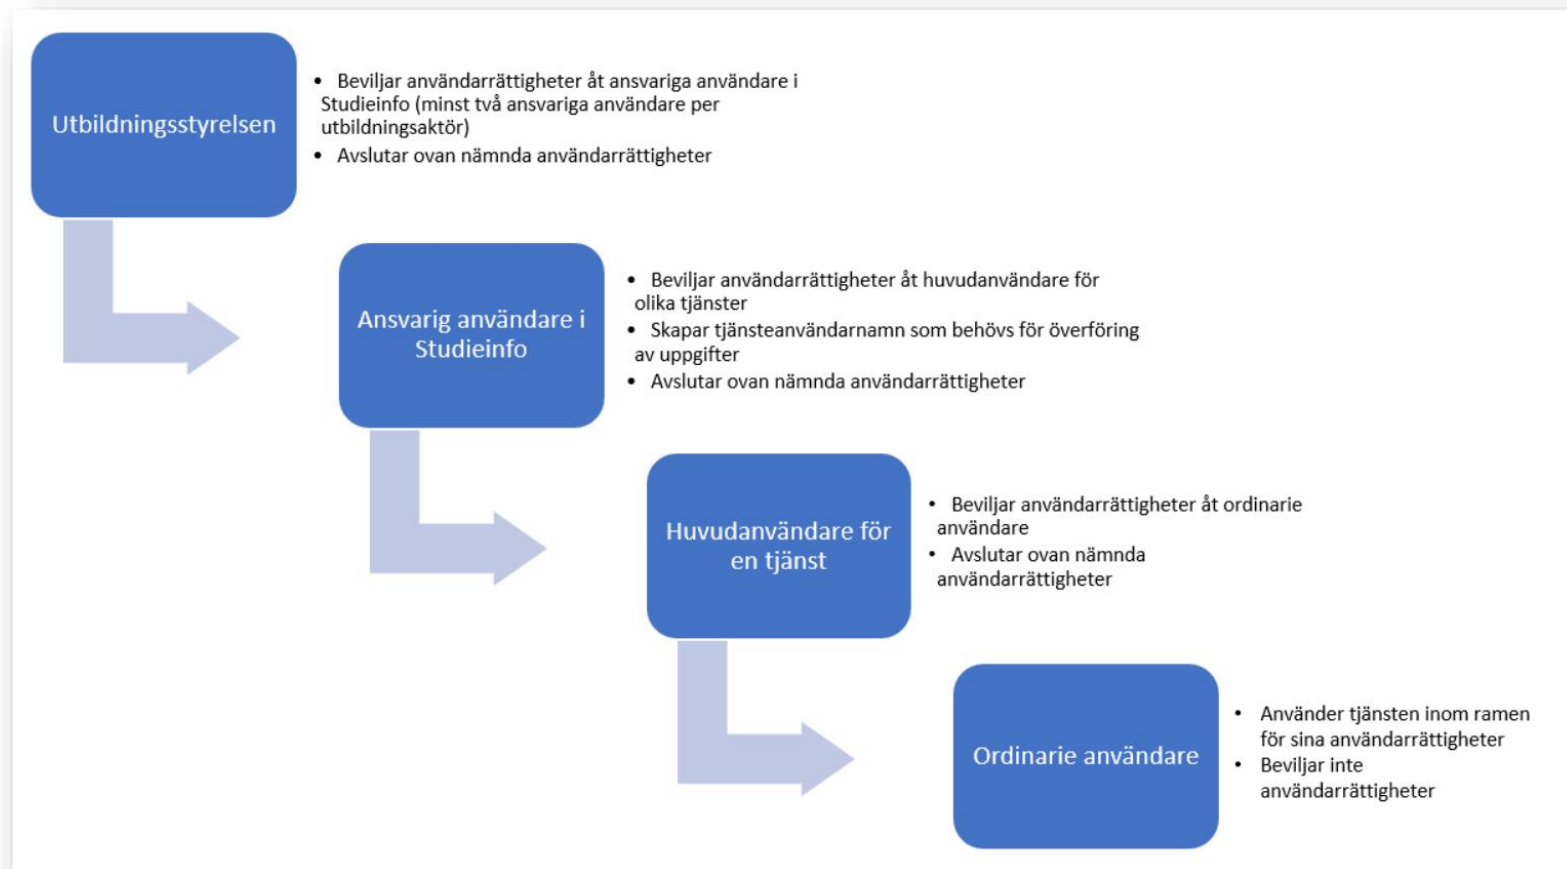 Utbildningsstyrelsen
• Beviljar användarrättigheter åt ansvariga användare i
Studieinfo (minst två ansvariga användare per
utbildningsaktör)
• Avslutar ovan nämnda användarrättigheter
Ansvarig användare i
Studieinfo
• Beviljar användarrättigheter åt huvudanvändare för
olika tjänster
• Skapar tjänsteanvändarnamn som behövs för överföring
av uppgifter
• Avslutar ovan nämnda användarrättigheter
Huvudanvändare för
en tjänst
• Beviljar användarrättigheter åt ordinarie
användare
• Avslutar ovan nämnda
användarrättigheter
Ordinarie användare
• Använder tjänsten inom ramen
för sina användarrättigheter
• Beviljar inte
användarrättigheter